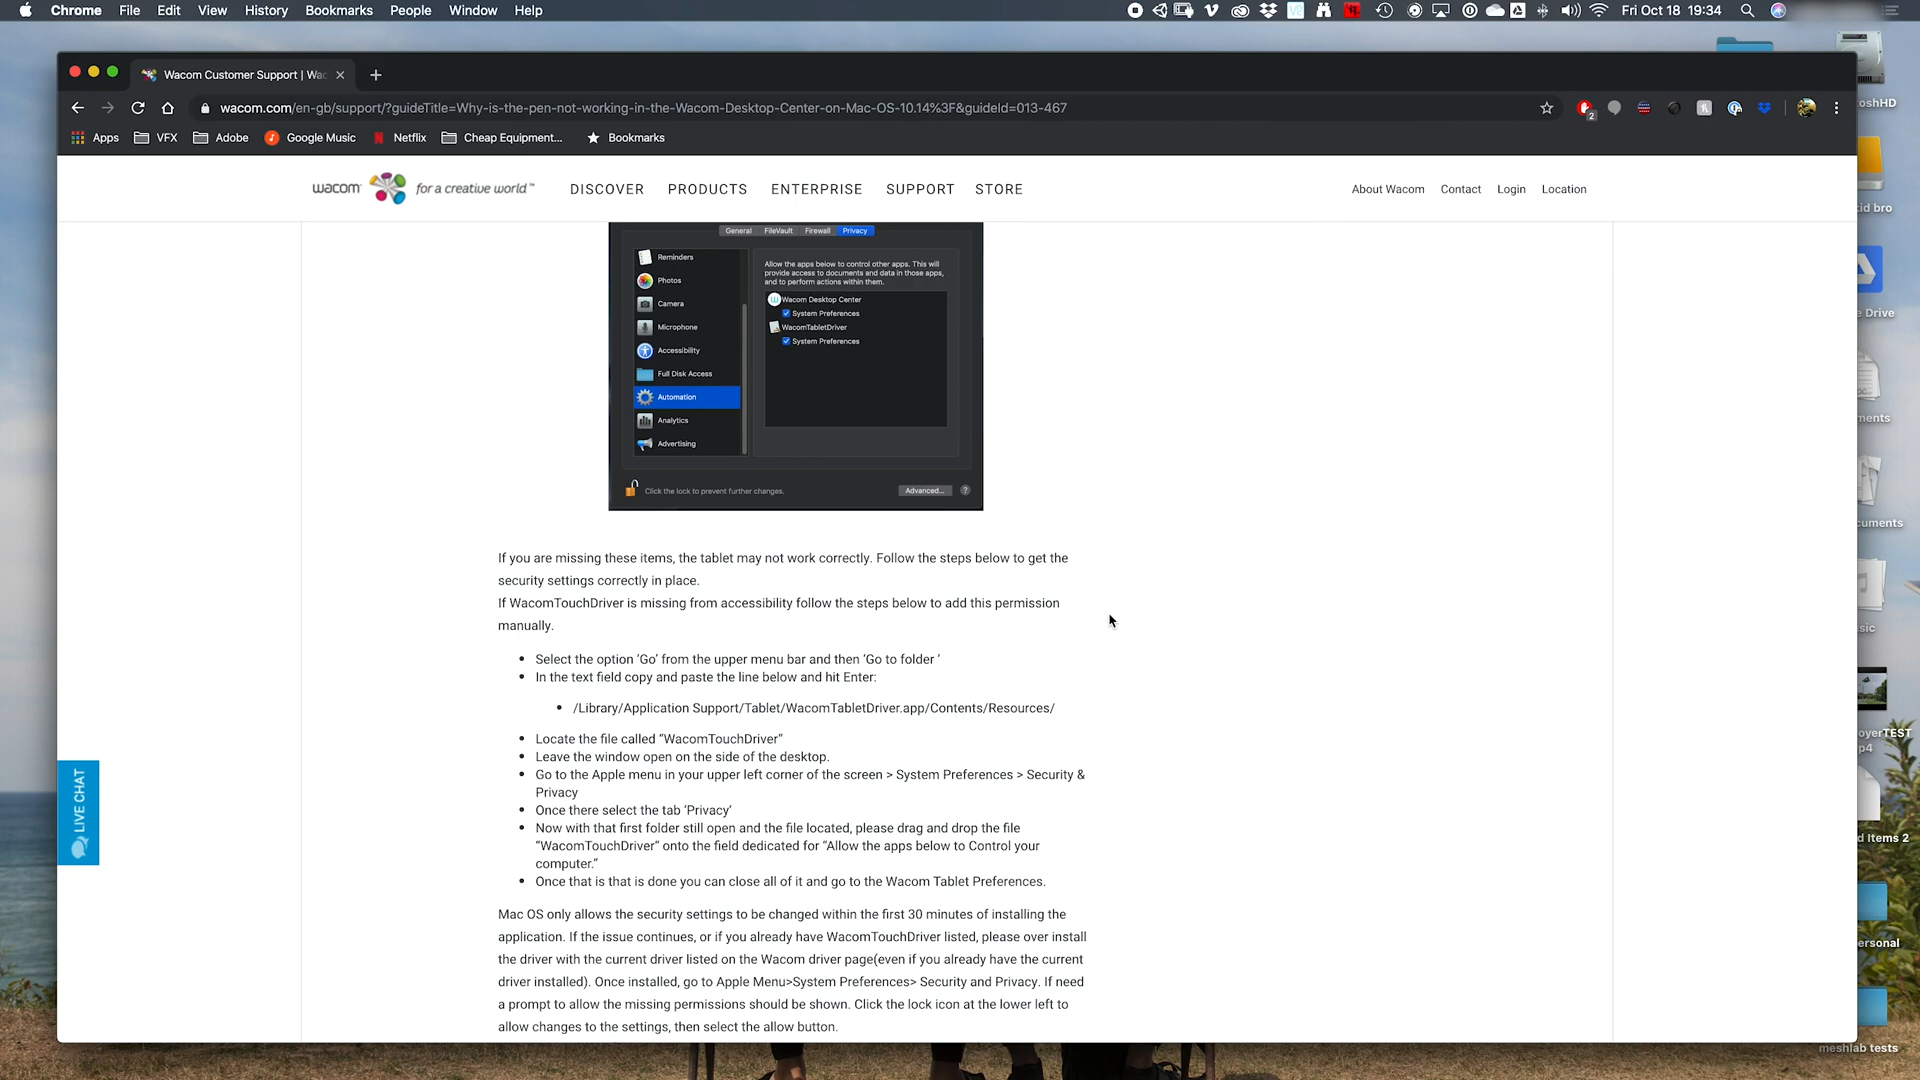 Chrome File Edit View History Bookmarks People Window Help Fri Oct 18 19:34
Wacom Customer Support | Wac
wacom.com/en-gb/support/?guideTitle=Why-is-the-pen-not-working-in-the-Wacom-Desktop-Center-on-Mac-OS-10.14%3F&guideId=013-467
2
Apps VFX Adobe Google Music Netflix Cheap Equipment... Bookmarks
wacom for a creative world™ DISCOVER PRODUCTS ENTERPRISE SUPPORT STORE About Wacom Contact Login Location
General FileVault Firewall Privacy
Reminders
Photos
Camera
Microphone
Accessibility
Full Disk Access
Automation
Analytics
Advertising
Allow the apps below to control other apps. This will
provide access to documents and data in those apps,
and to perform actions within them.
Wacom Desktop Center
System Preferences
WacomTabletDriver
System Preferences
Click the lock to prevent further changes. Advanced... ?
If you are missing these items, the tablet may not work correctly. Follow the steps below to get the
security settings correctly in place.
If WacomTouchDriver is missing from accessibility follow the steps below to add this permission
manually.
• Select the option ‘Go’ from the upper menu bar and then ‘Go to folder ’
• In the text field copy and paste the line below and hit Enter:
• /Library/Application Support/Tablet/WacomTabletDriver.app/Contents/Resources/
• Locate the file called “WacomTouchDriver”
• Leave the window open on the side of the desktop.
• Go to the Apple menu in your upper left corner of the screen > System Preferences > Security &
Privacy
• Once there select the tab ‘Privacy’
• Now with that first folder still open and the file located, please drag and drop the file
“WacomTouchDriver” onto the field dedicated for “Allow the apps below to Control your
computer.”
• Once that is that is done you can close all of it and go to the Wacom Tablet Preferences.
Mac OS only allows the security settings to be changed within the first 30 minutes of installing the
application. If the issue continues, or if you already have WacomTouchDriver listed, please over install
the driver with the current driver listed on the Wacom driver page(even if you already have the current
driver installed). Once installed, go to Apple Menu>System Preferences> Security and Privacy. If need
a prompt to allow the missing permissions should be shown. Click the lock icon at the lower left to
allow changes to the settings, then select the allow button.
LIVE CHAT
oshHD
id bro
e Drive
ments
cuments
sic
oyerTEST
p4
d Items 2
ersonal
meshlab tests